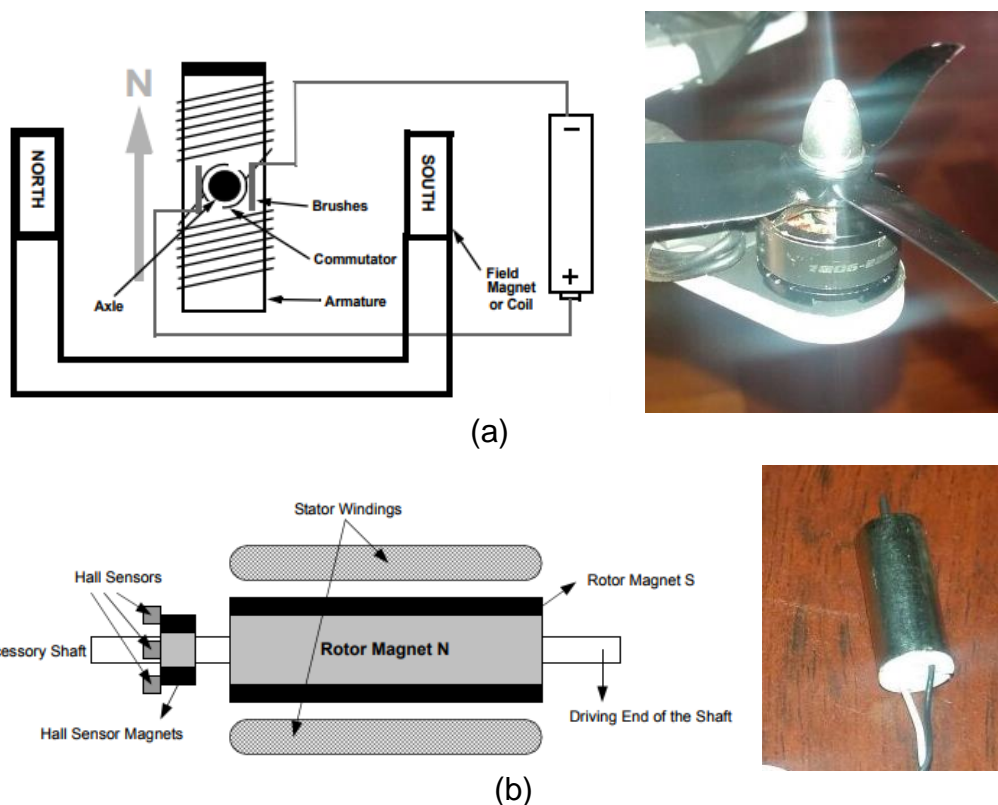 N
NORTH
SOUTH
−
+
Brushes
Commutator
Axle
Armature
Field
Magnet
or Coil
(a)
Stator Windings
Hall Sensors
Rotor Magnet S
cessory Shaft
Rotor Magnet N
Hall Sensor Magnets
Driving End of the Shaft
(b)